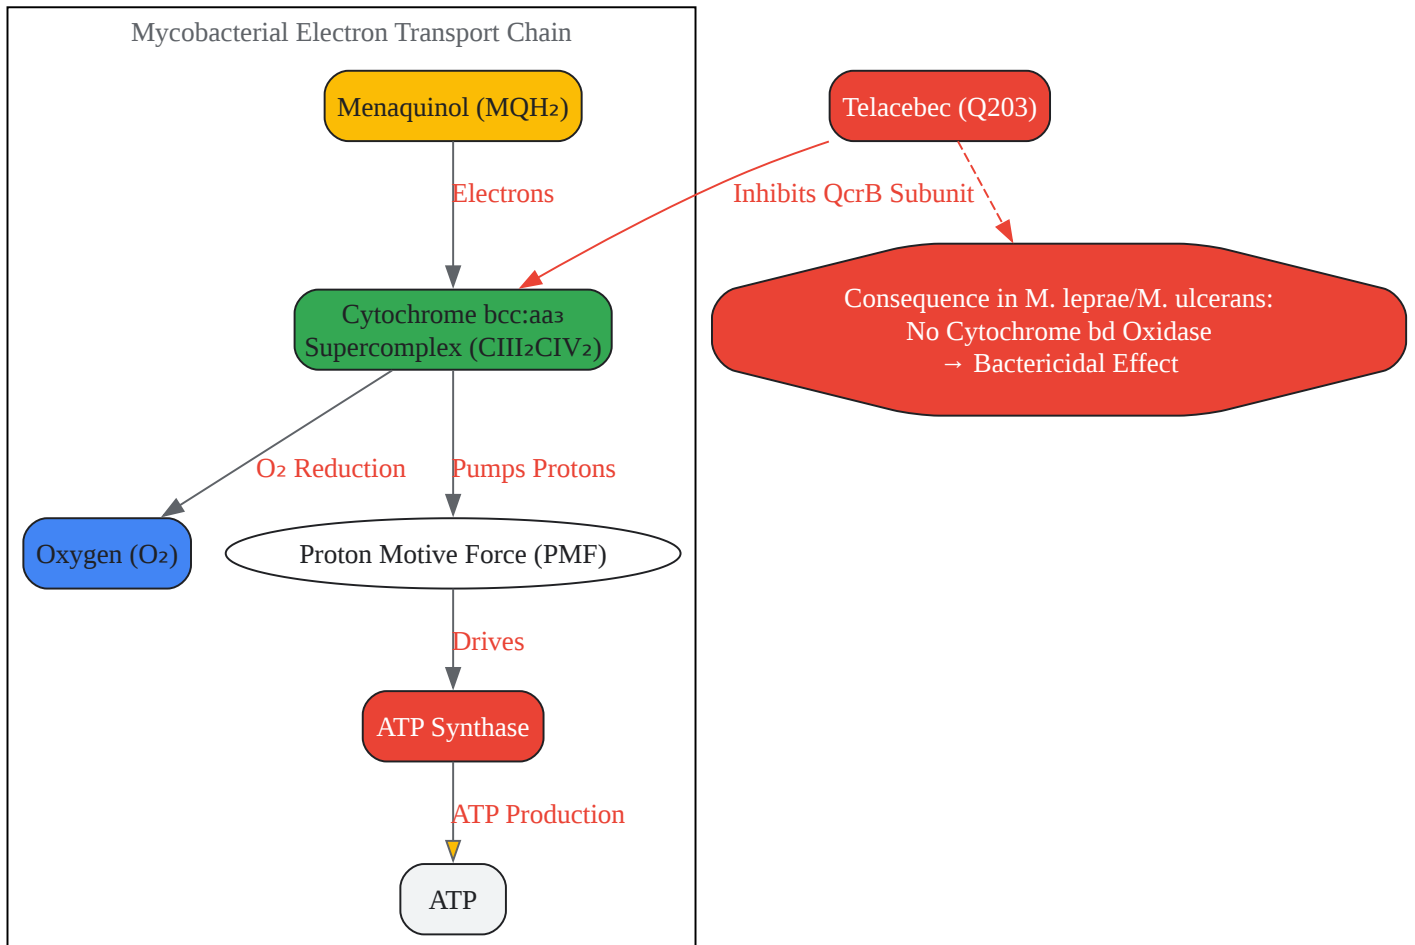 Mycobacterial Electron Transport Chain
Menaquinol (MQH₂)
Telacebec (Q203)
Electrons
Inhibits QcrB Subunit
Cytochrome bcc:aa₃
Supercomplex (CIII₂CIV₂)
Consequence in M. leprae/M. ulcerans:
No Cytochrome bd Oxidase
→ Bactericidal Effect
O₂ Reduction
Pumps Protons
Oxygen (O₂)
Proton Motive Force (PMF)
Drives
ATP Synthase
ATP Production
ATP